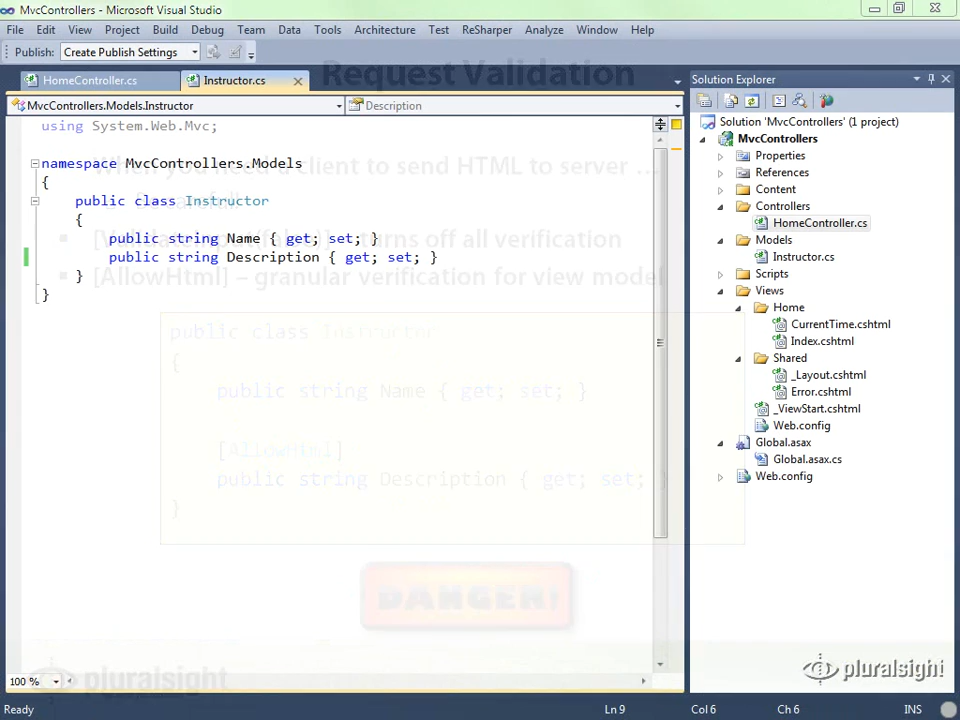 MvcControllers - Microsoft Visual Studio
File Edit View Project Build Debug Team Data Tools Architecture Test ReSharper Analyze Window Help
Publish: Create Publish Settings
HomeController.cs Instructor.cs
Request Validation
MvcControllers.Models.Instructor Description
using System.Web.Mvc;
namespace MvcControllers.Models
When you need a client to send HTML to server ...
{
public class Instructor
{
public string Name { get; set; }
turns off all verification
public string Description { get; set; }
[AllowHtml] – granular verification for view model
}
}
public class Instructor
{
public string Name { get; set; }
[AllowHtml]
public string Description { get; set; }
}
DANGER!
pluralsight
100 %
Solution Explorer
Solution 'MvcControllers' (1 project)
MvcControllers
Properties
References
Content
Controllers
HomeController.cs
Models
Instructor.cs
Scripts
Views
Home
CurrentTime.cshtml
Index.cshtml
Shared
_Layout.cshtml
Error.cshtml
_ViewStart.cshtml
Web.config
Global.asax
Global.asax.cs
Web.config
pluralsight
Ready Ln 9 Col 6 Ch 6 INS